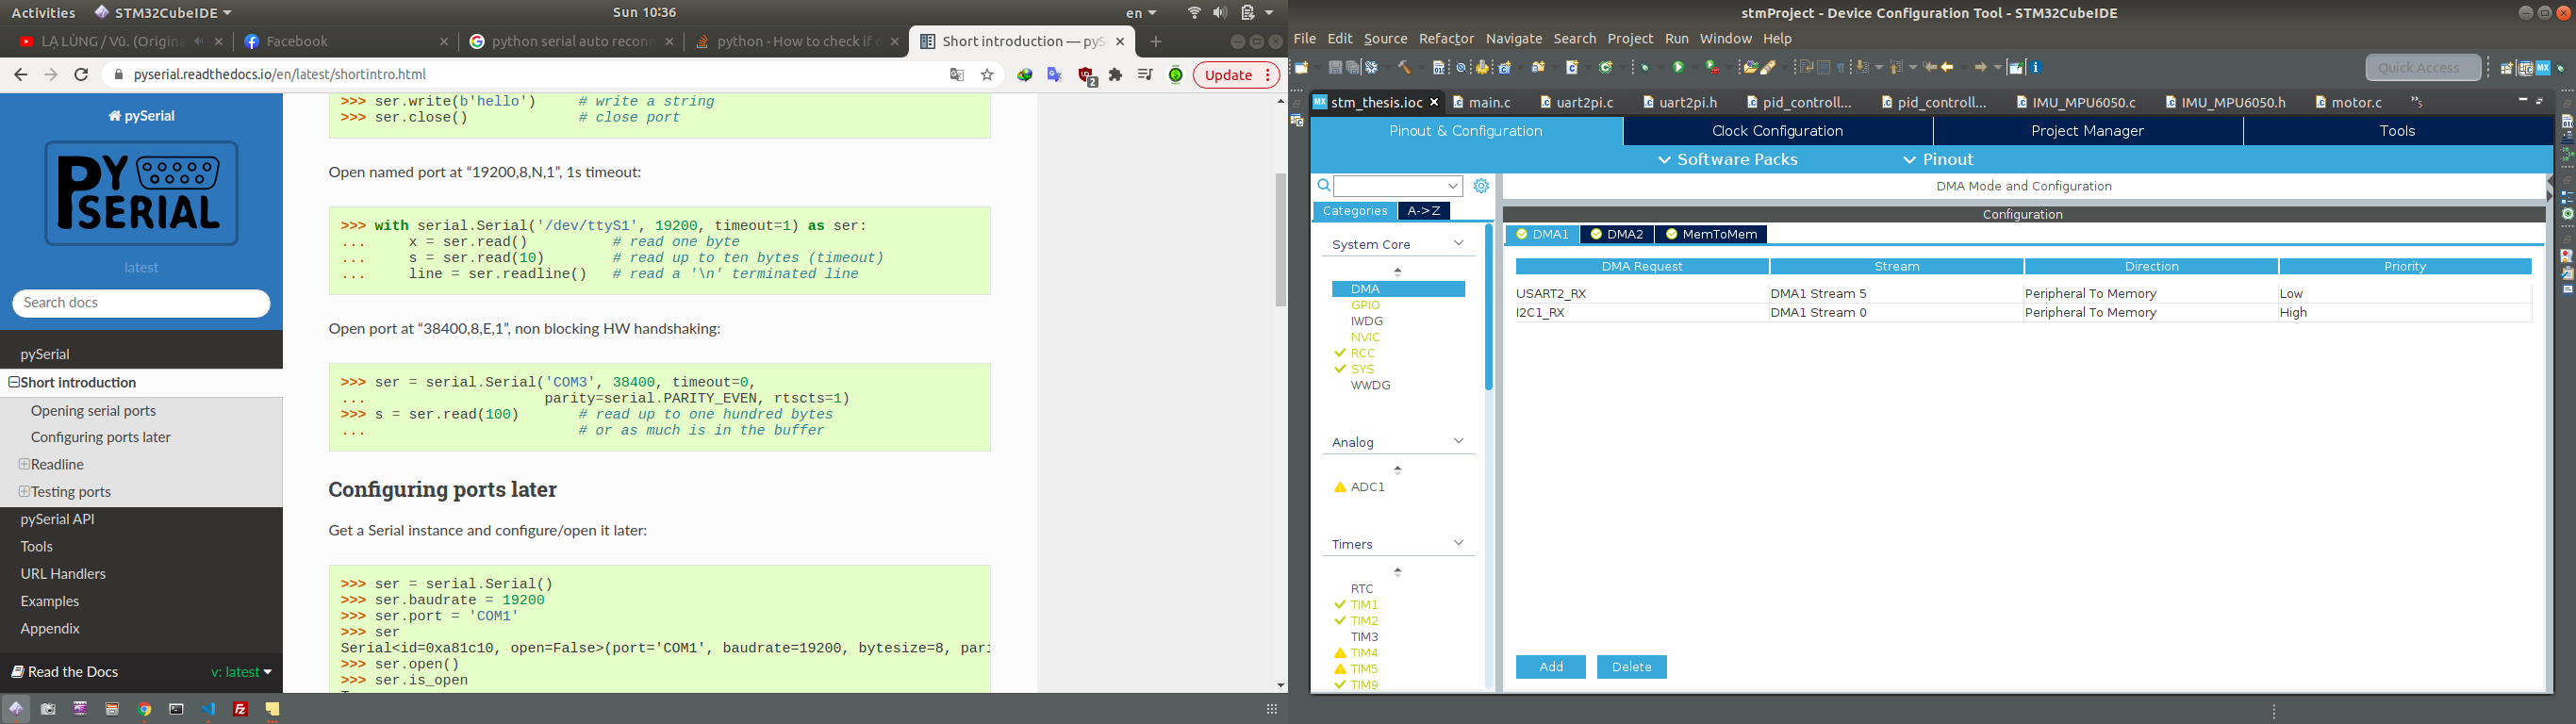 Activities
STM32CubeIDE
Sun 10:36
en
LẠ LÙNG / Vũ. (Origina
Facebook
python serial auto reconn
python - How to check if c
Short introduction — pyS
pyserial.readthedocs.io/en/latest/shortintro.html
2
Update
pySerial
PY SERIAL
latest
Search docs
pySerial
Short introduction
Opening serial ports
Configuring ports later
Readline
Testing ports
pySerial API
Tools
URL Handlers
Examples
Appendix
Read the Docs
v: latest
>>> ser.write(b'hello')     # write a string
>>> ser.close()             # close port
Open named port at “19200,8,N,1”, 1s timeout:
>>> with serial.Serial('/dev/ttyS1', 19200, timeout=1) as ser:
...     x = ser.read()          # read one byte
...     s = ser.read(10)        # read up to ten bytes (timeout)
...     line = ser.readline()   # read a '\n' terminated line
Open port at “38400,8,E,1”, non blocking HW handshaking:
>>> ser = serial.Serial('COM3', 38400, timeout=0,
...                     parity=serial.PARITY_EVEN, rtscts=1)
>>> s = ser.read(100)       # read up to one hundred bytes
...                         # or as much is in the buffer
Configuring ports later
Get a Serial instance and configure/open it later:
>>> ser = serial.Serial()
>>> ser.baudrate = 19200
>>> ser.port = 'COM1'
>>> ser
Serial<id=0xa81c10, open=False>(port='COM1', baudrate=19200, bytesize=8, pari
>>> ser.open()
>>> ser.is_open
stmProject - Device Configuration Tool - STM32CubeIDE
File Edit Source Refactor Navigate Search Project Run Window Help
Quick Access
MX stm_thesis.ioc
main.c
uart2pi.c
uart2pi.h
pid_controll...
pid_controll...
IMU_MPU6050.c
IMU_MPU6050.h
motor.c
»5
Pinout & Configuration
Clock Configuration
Project Manager
Tools
Software Packs
Pinout
Categories
A->Z
System Core
DMA
GPIO
IWDG
NVIC
RCC
SYS
WWDG
Analog
ADC1
Timers
RTC
TIM1
TIM2
TIM3
TIM4
TIM5
TIM9
DMA Mode and Configuration
Configuration
DMA1
DMA2
MemToMem
DMA Request Stream Direction Priority
USART2_RX DMA1 Stream 5 Peripheral To Memory Low
I2C1_RX DMA1 Stream 0 Peripheral To Memory High
Add
Delete